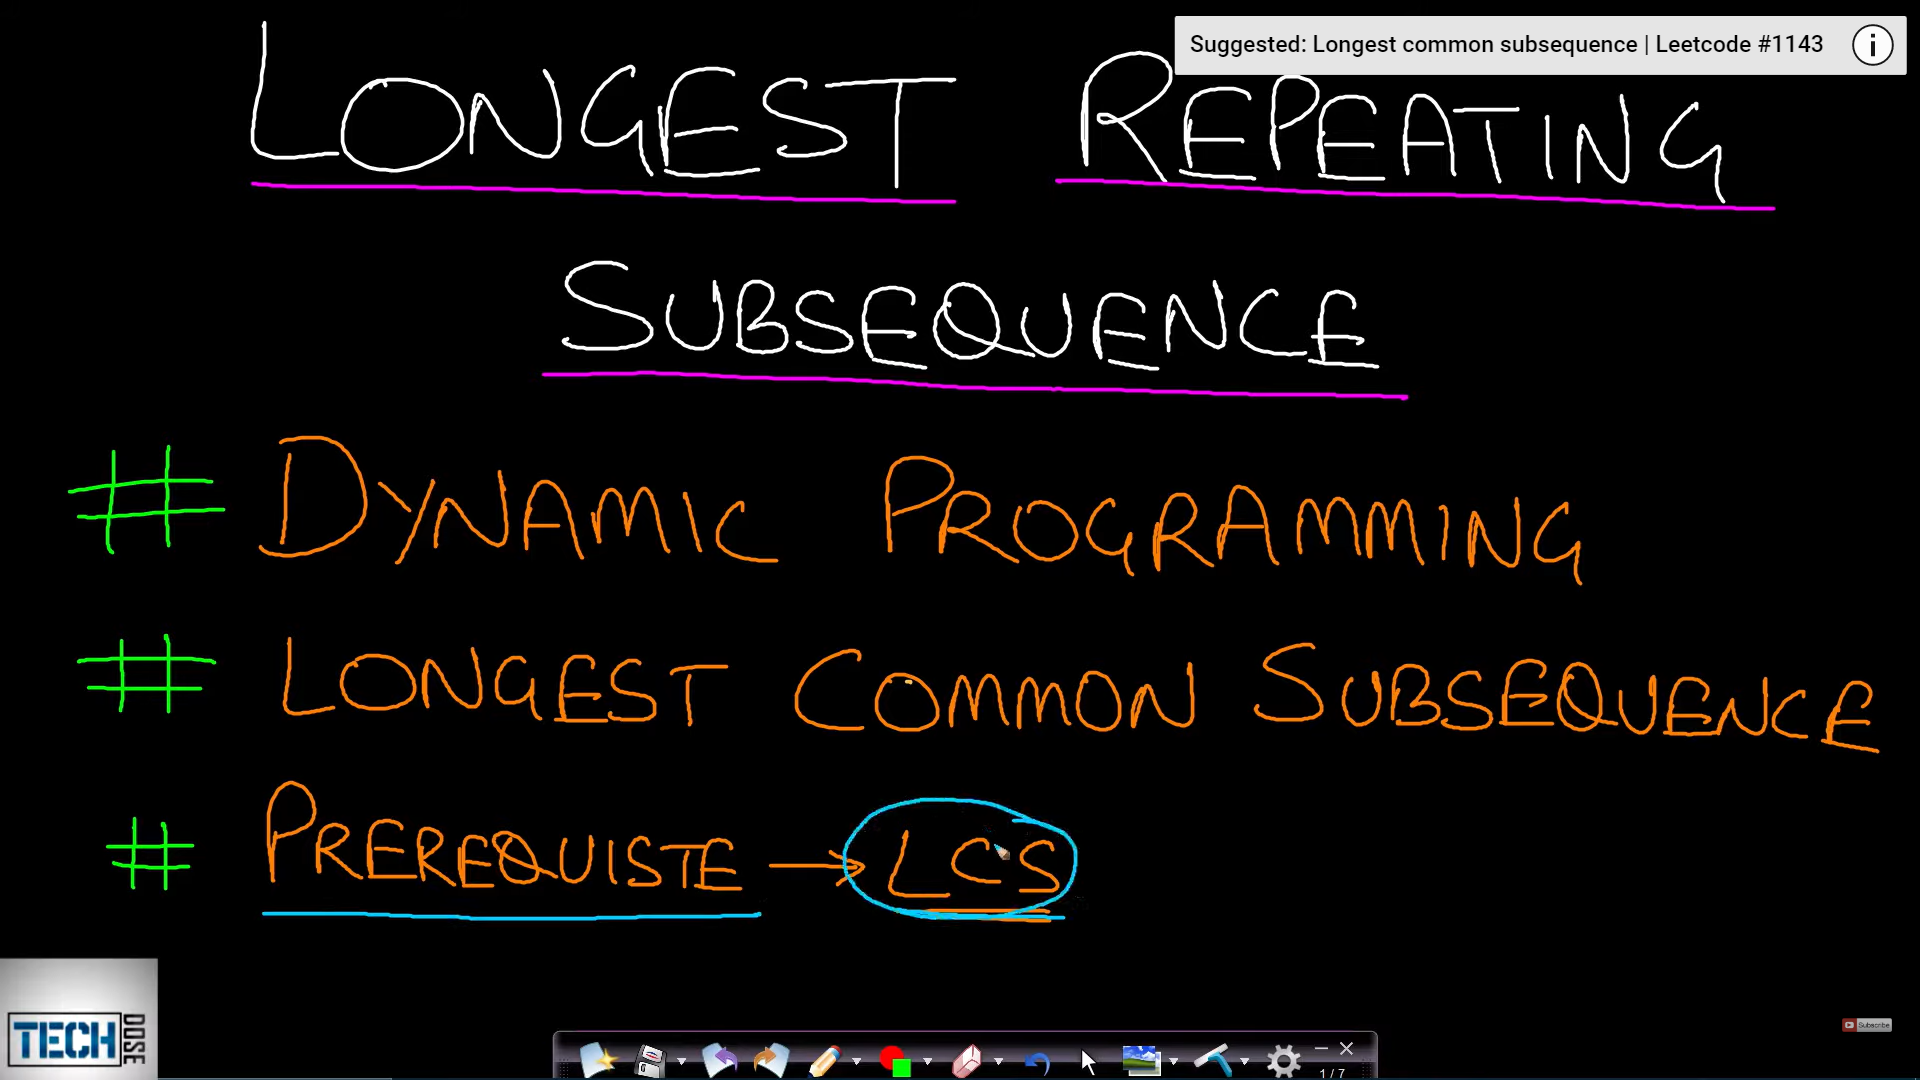 Suggested: Longest common subsequence | Leetcode #1143
LONGEST REPEATING
SUBSEQUENCE
# DYNAMIC PROGRAMMING
# LONGEST COMMON SUBSEQUENCE
# PREREQUISTE → LCS
TECH DOSE
Subscribe
1 / 7